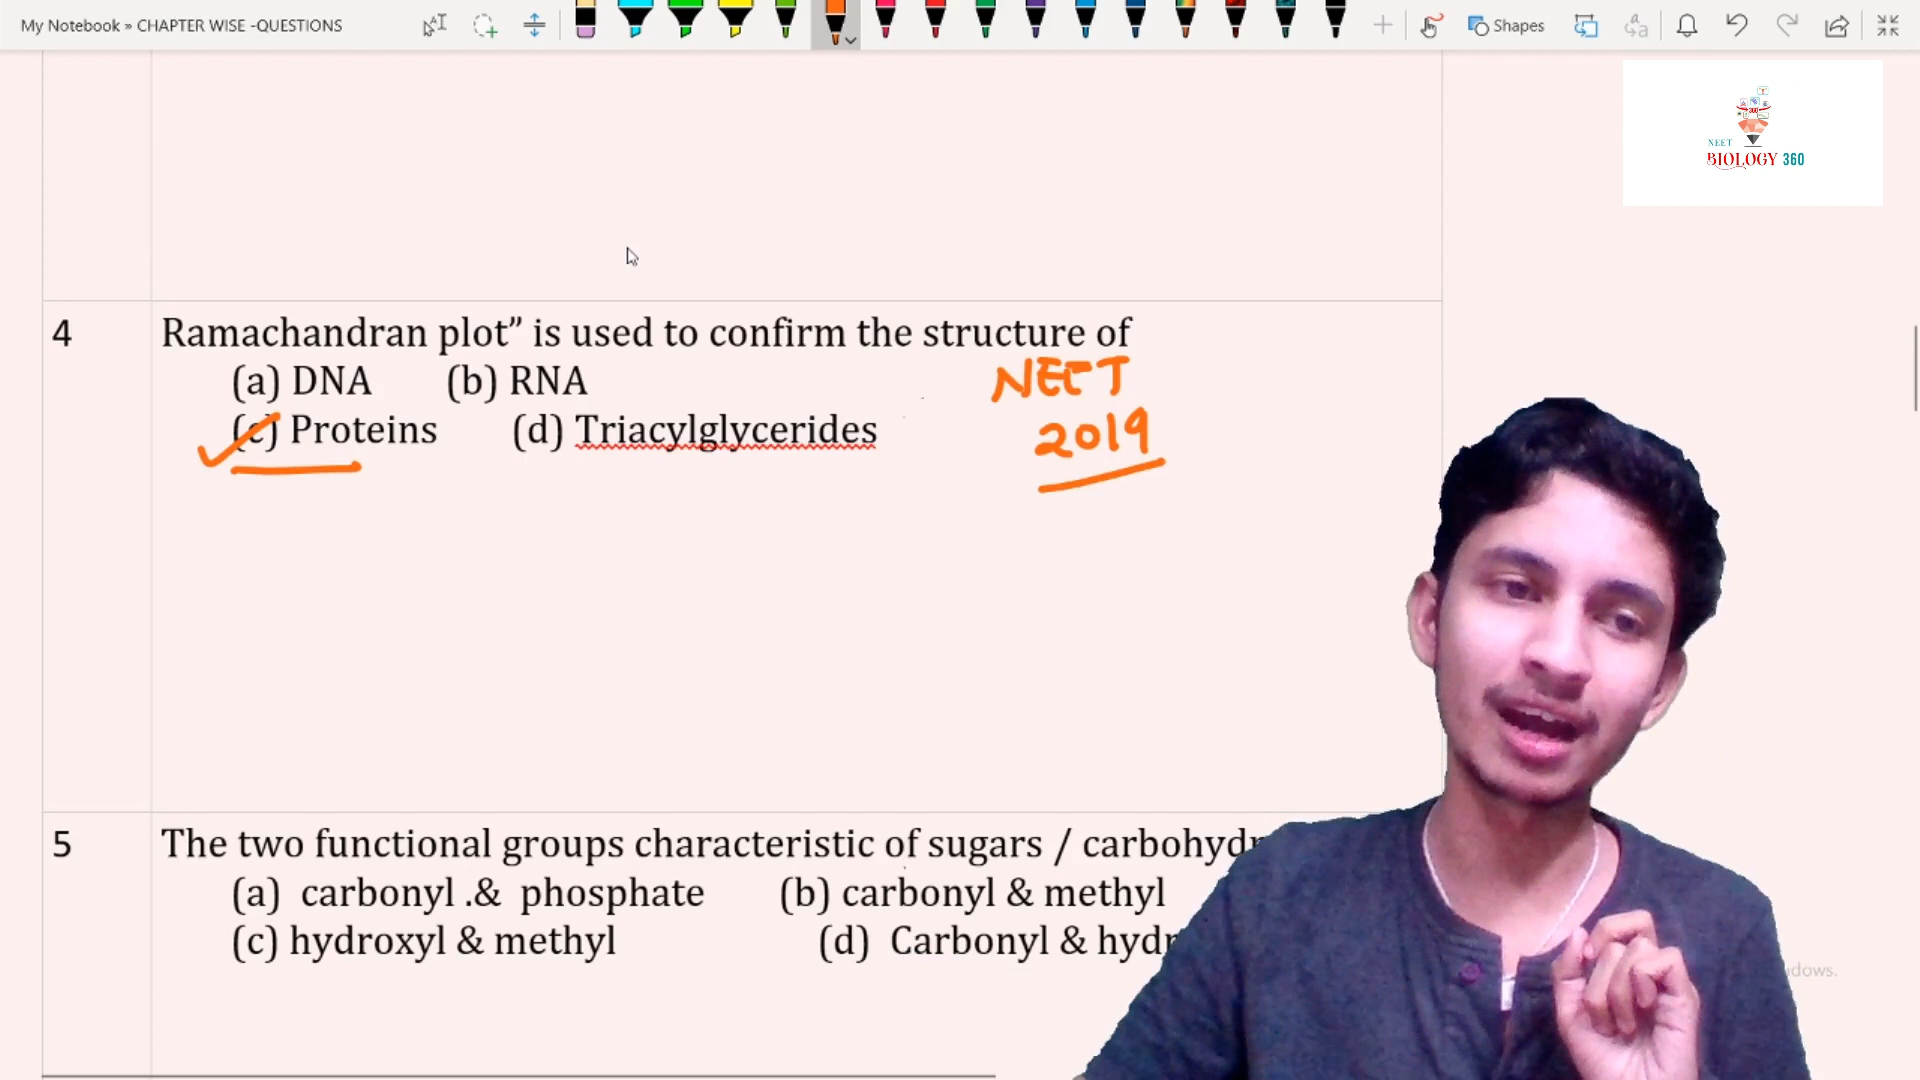 My Notebook » CHAPTER WISE -QUESTIONS
Shapes
NEET
BIOLOGY 360
4
Ramachandran plot” is used to confirm the structure of
(a) DNA (b) RNA
(c) Proteins (d) Triacylglycerides
NEET
2019
5
The two functional groups characteristic of sugars /
(a) carbonyl .& phosphate (b) carbonyl & methyl
(c) hydroxyl & methyl (d) Carbonyl &